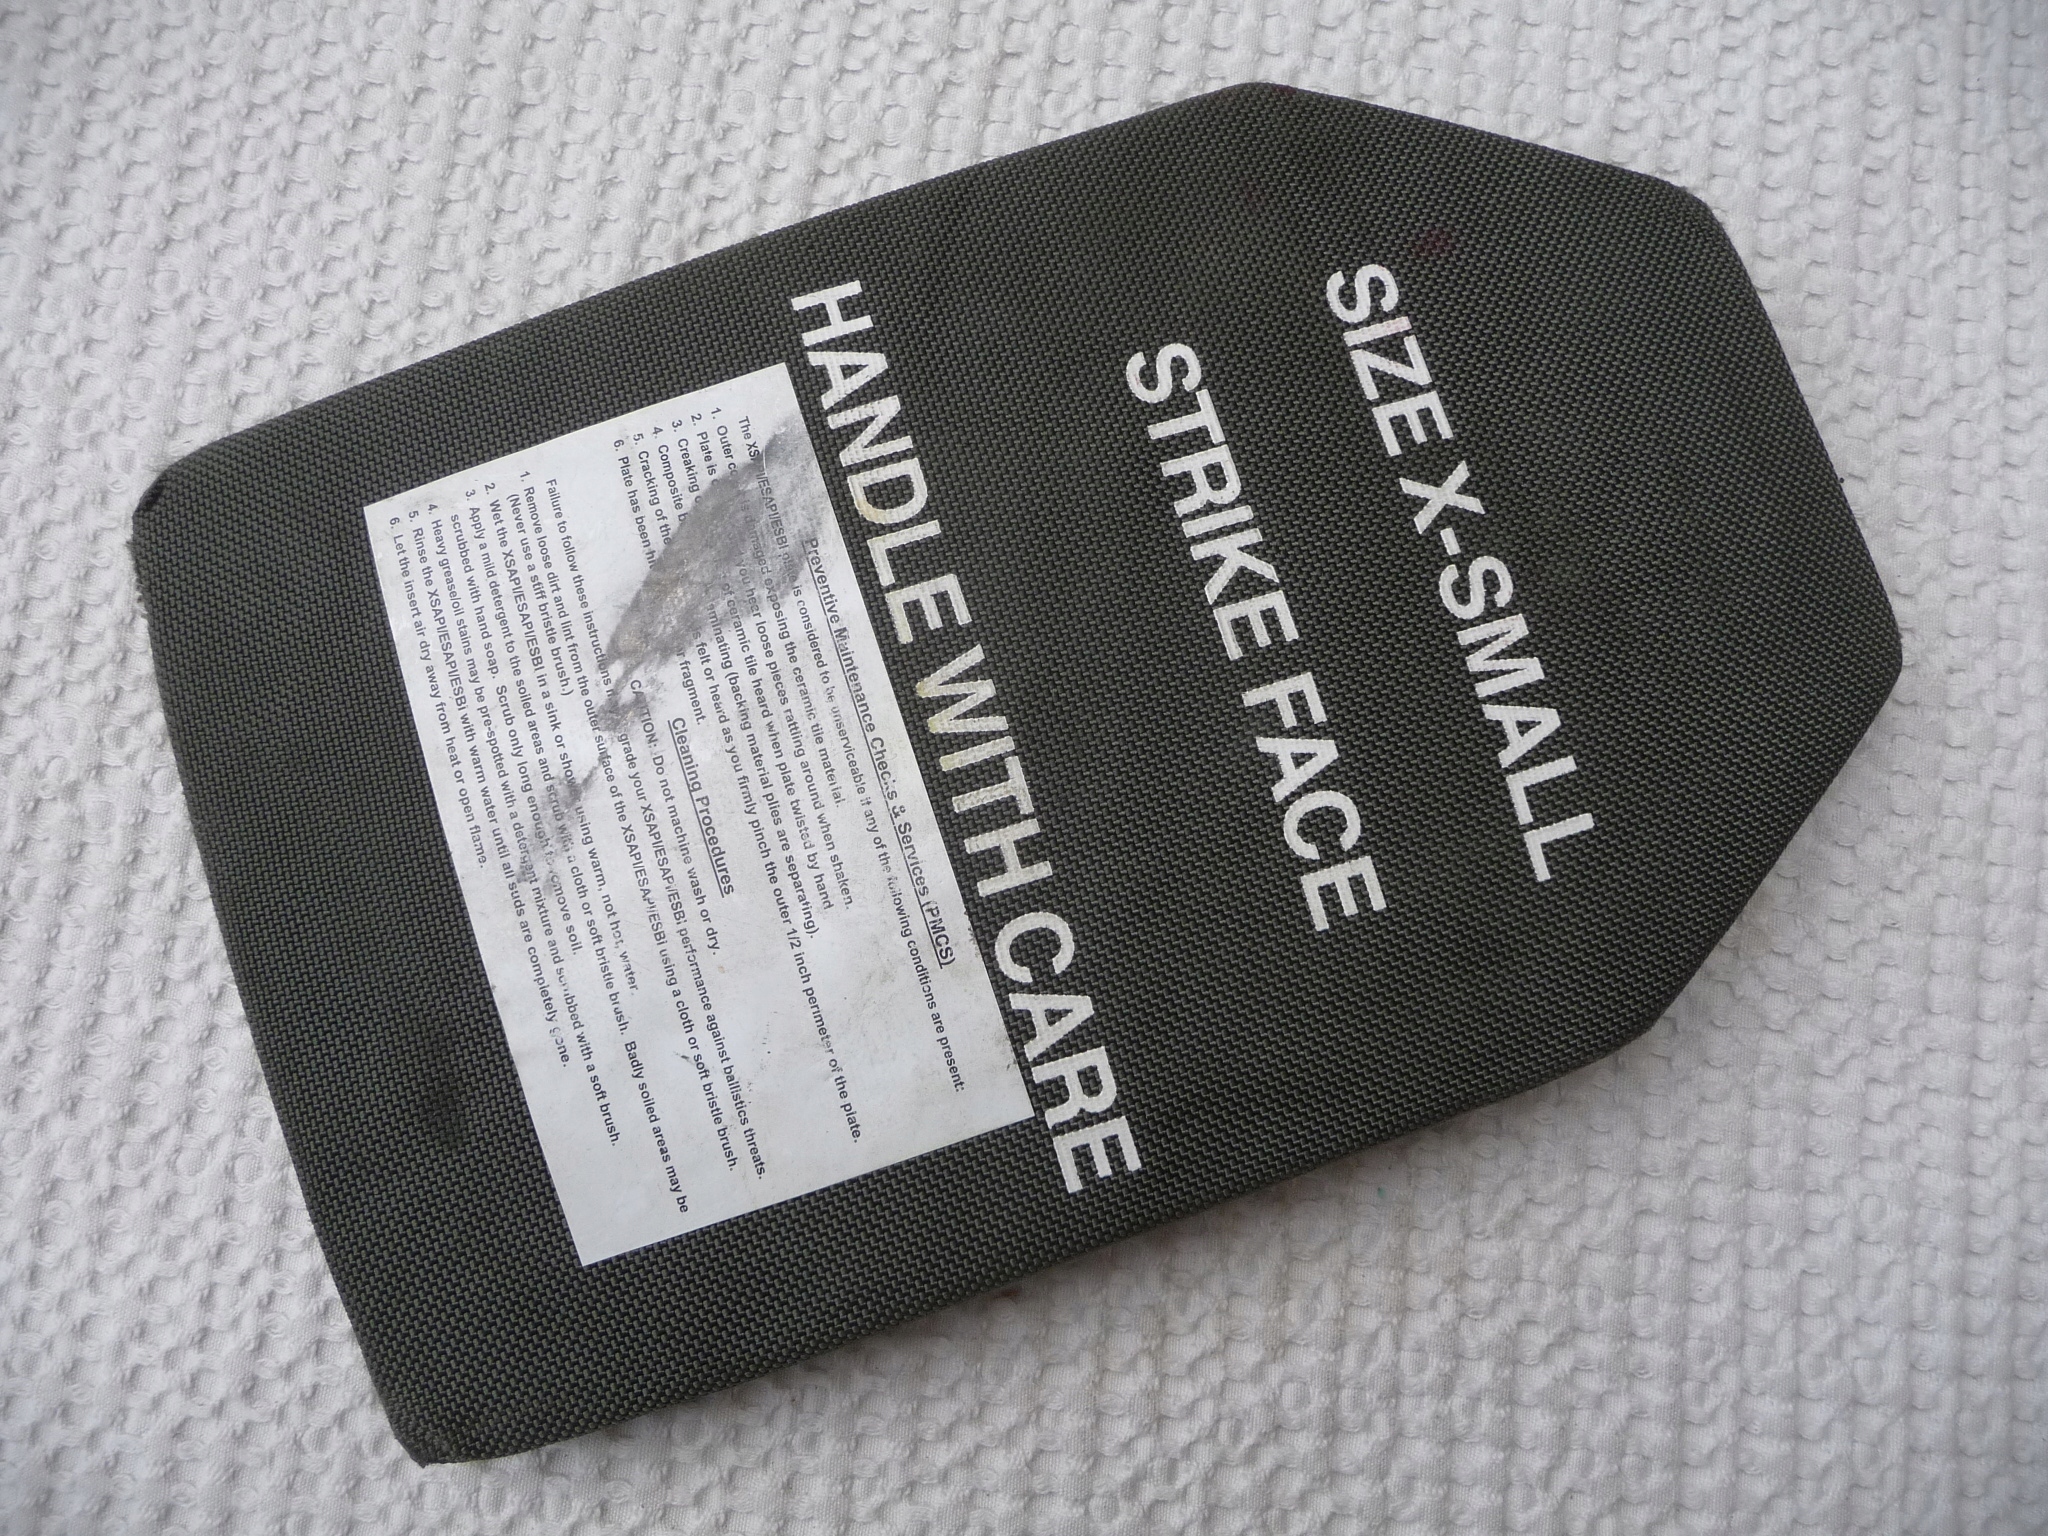 SIZE X-SMALL
STRIKE FACE
HANDLE WITH CARE
Preventive Maintenance Checks & Services (PMCS)
The XSAPI/ESAPI/ESBI plate is considered to be unserviceable if any of the following conditions are present:
1. Outer is damaged exposing the ceramic tile material.
2. Plate is you hear loose pieces rattling around when shaken.
3. Creaking of ceramic tile heard when plate twisted by hand
4. Composite delaminating (backing material plies are separating).
5. Cracking of the is felt or heard as you firmly pinch the outer 1/2 inch perimeter of the plate.
6. Plate has been fragment.
Cleaning Procedures
CAUTION: Do not machine wash or dry.
Failure to follow these instructions grade your XSAPI/ESAPI/ESBI performance against ballistics threats.
1. Remove loose dirt and lint from the outer surface of the XSAPI/ESAPI/ESBI using a cloth or soft bristle brush.
(Never use a stiff bristle brush.)
2. Wet the XSAPI/ESAPI/ESBI in a sink or shower using warm, not hot, water.
3. Apply a mild detergent to the soiled areas and scrub with a cloth or soft bristle brush. Badly soiled areas may be
scrubbed with hand soap. Scrub only long enough to remove soil.
4. Heavy grease/oil stains may be pre-spotted with a detergent mixture and scrubbed with a soft brush.
5. Rinse the XSAPI/ESAPI/ESBI with warm water until all suds are completely gone.
6. Let the insert air dry away from heat or open flame.